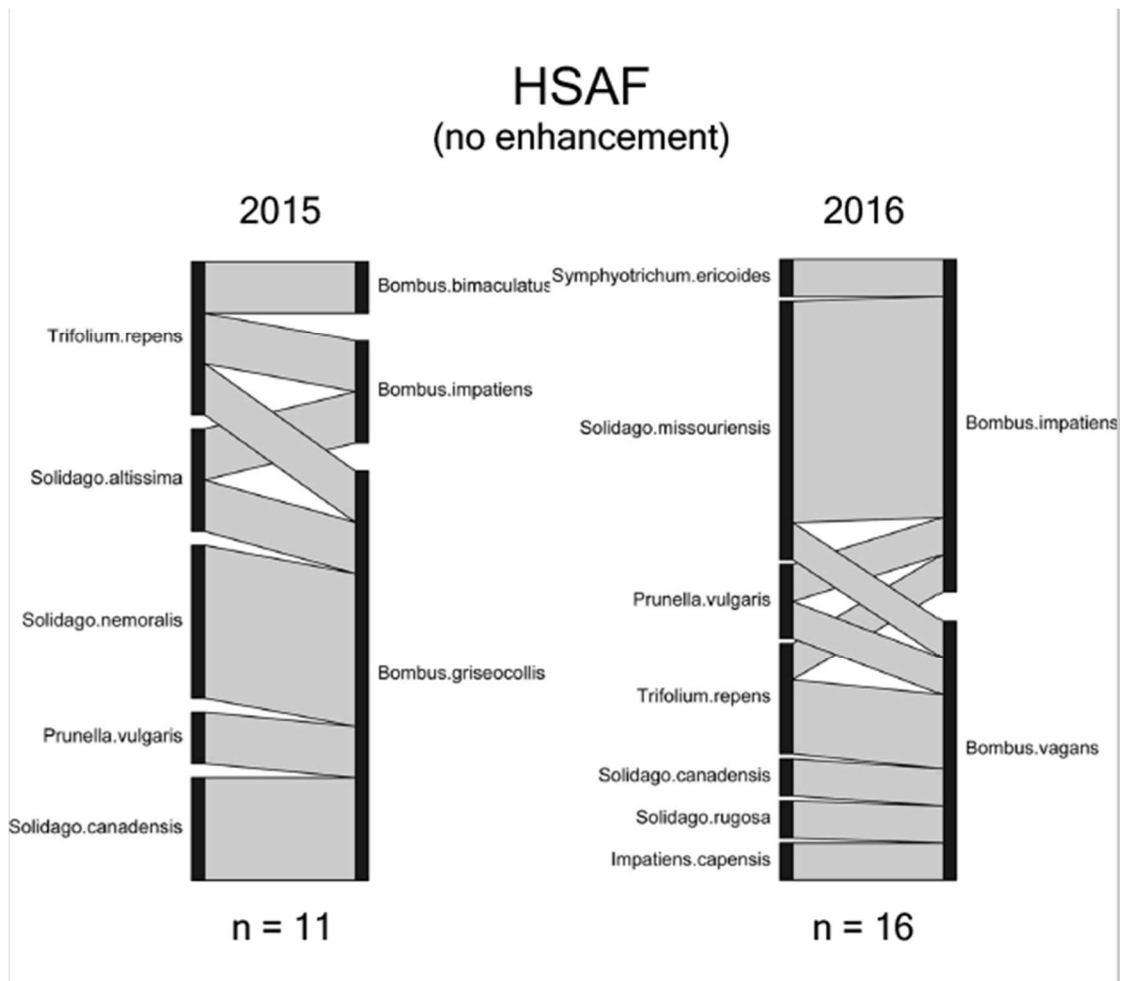 HSAF
(no enhancement)
2015
Trifolium.repens
Solidago.altissima
Solidago.nemoralis
Prunella.vulgaris
Solidago.canadensis
Bombus.bimaculatus
Bombus.impatiens
Bombus.griseocollis
n = 11
2016
Symphyotrichum.ericoides
Solidago.missouriensis
Prunella.vulgaris
Trifolium.repens
Solidago.canadensis
Solidago.rugosa
Impatiens.capensis
Bombus.impatiens
Bombus.vagans
n = 16